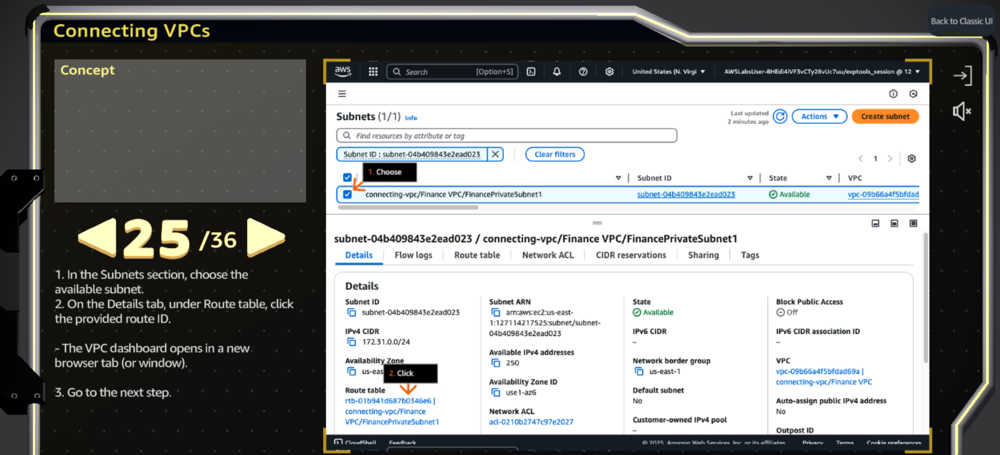 Connecting VPCs
Back to Classic UI
Concept
25 /36
1. In the Subnets section, choose the
available subnet.
2. On the Details tab, under Route table, click
the provided route ID.
- The VPC dashboard opens in a new
browser tab (or window).
3. Go to the next step.
aws
Search [Option+S]
United States (N. Virgi
AWSLabsUser-8HEdi4iVF3vCTy28vUc7uu/exptools_session @ 12
Subnets (1/1) Info
Last updated
2 minutes ago
Actions
Create subnet
Find resources by attribute or tag
Subnet ID : subnet-04b409843e2ead023
Clear filters
1
1. Choose
Subnet ID
State
VPC
connecting-vpc/Finance VPC/FinancePrivateSubnet1
subnet-04b409843e2ead023
Available
vpc-09b66a4f5bfdad
subnet-04b409843e2ead023 / connecting-vpc/Finance VPC/FinancePrivateSubnet1
Details
Flow logs
Route table
Network ACL
CIDR reservations
Sharing
Tags
Details
Subnet ID
subnet-04b409843e2ead023
IPv4 CIDR
172.31.0.0/24
Availability Zone
us-eas
2. Click
Route table
rtb-01b941d687b0346e6 |
connecting-vpc/Finance
VPC/FinancePrivateSubnet1
Subnet ARN
arn:aws:ec2:us-east-
1:127114217525:subnet/subnet-
04b409843e2ead023
Available IPv4 addresses
250
Availability Zone ID
use1-az6
Network ACL
acl-0210b2747c97e2027
State
Available
IPv6 CIDR
–
Network border group
us-east-1
Default subnet
No
Customer-owned IPv4 pool
–
Block Public Access
Off
IPv6 CIDR association ID
–
VPC
vpc-09b66a4f5bfdad69a |
connecting-vpc/Finance VPC
Auto-assign public IPv4 address
No
Outpost ID
CloudShell
Feedback
© 2025, Amazon Web Services, Inc. or its affiliates.
Privacy
Terms
Cookie preferences